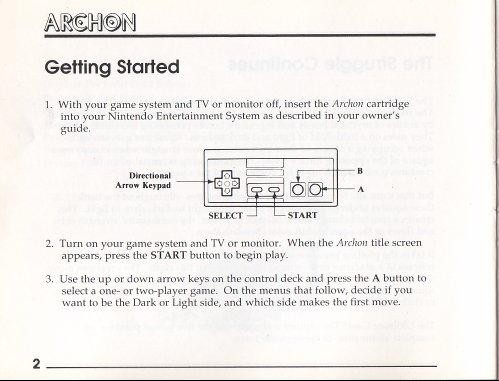 ARCHON
Getting Started
1. With your game system and TV or monitor off, insert the Archon cartridge
into your Nintendo Entertainment System as described in your owner's
guide.
Directional
Arrow Keypad
B
A
SELECT
START
2. Turn on your game system and TV or monitor. When the Archon title screen
appears, press the START button to begin play.
3. Use the up or down arrow keys on the control deck and press the A button to
select a one- or two-player game. On the menus that follow, decide if you
want to be the Dark or Light side, and which side makes the first move.
2